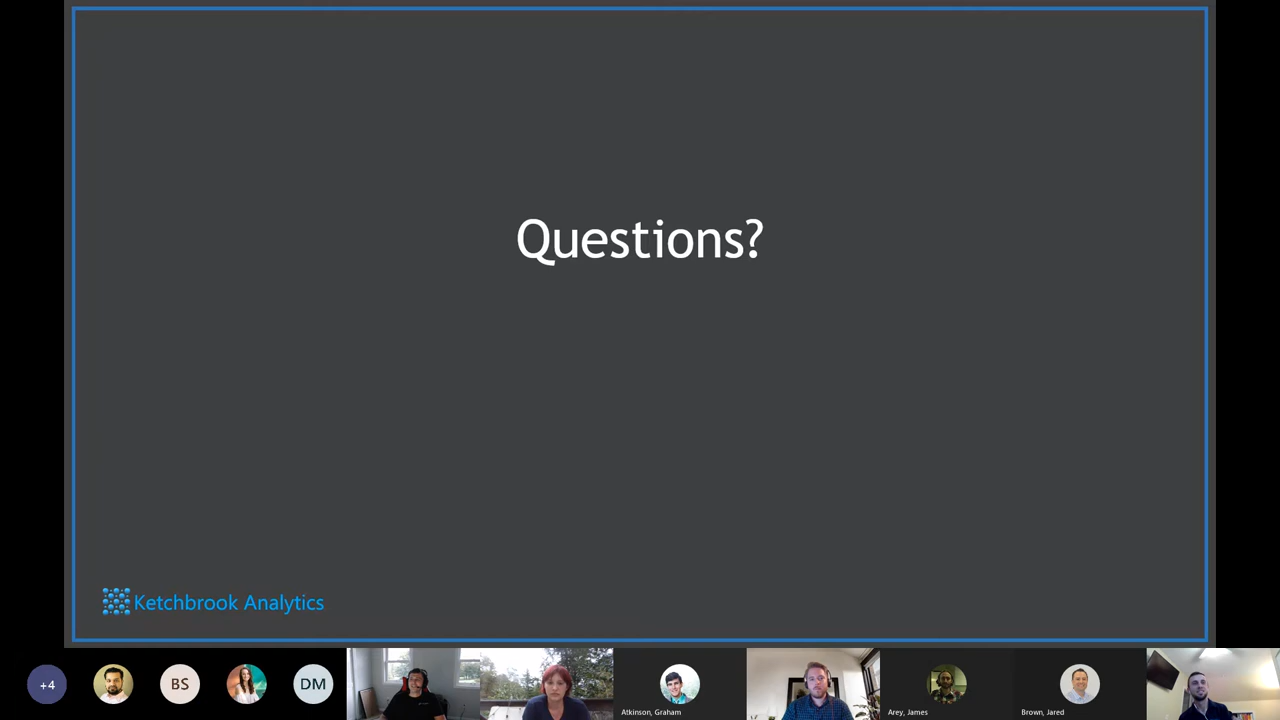 Questions?
Ketchbrook Analytics
+4
BS
DM
Atkinson, Graham
Arey, James
Brown, Jared